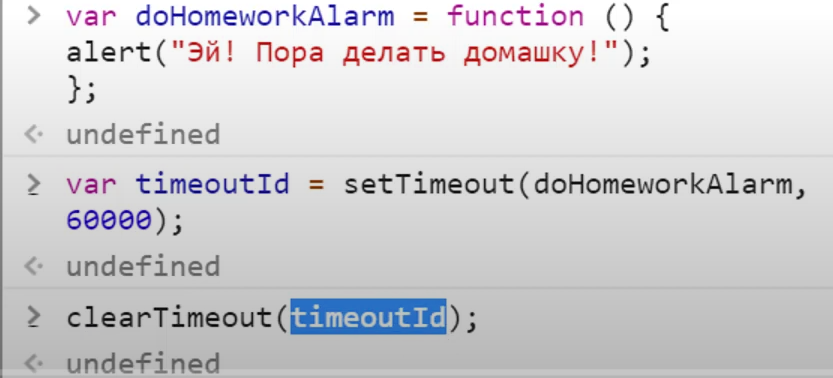 > var doHomeworkAlarm = function () {
alert("Эй! Пора делать домашку!");
};
<· undefined
> var timeoutId = setTimeout(doHomeworkAlarm,
60000);
<· undefined
> clearTimeout(timeoutId);
<· undefined